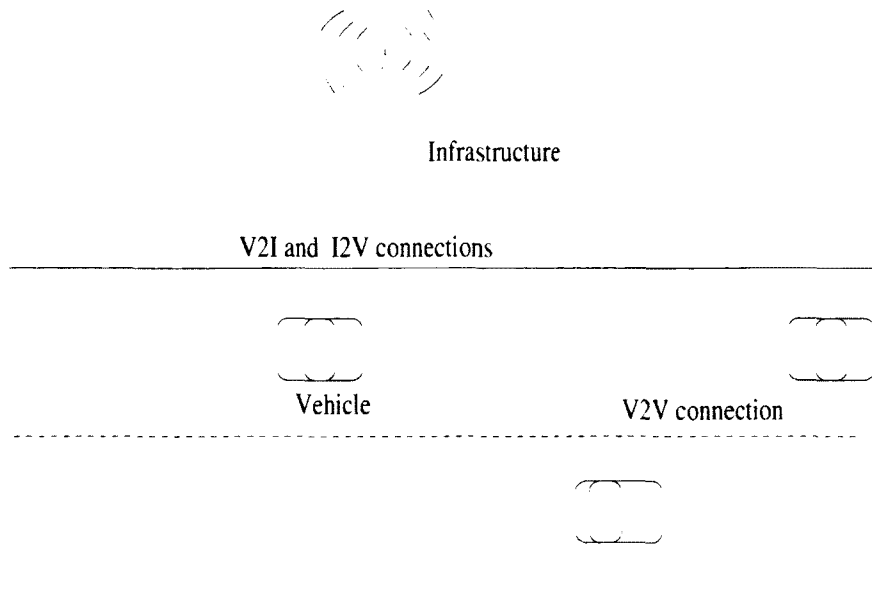 Infrastructure
V2I and I2V connections
Vehicle
V2V connection